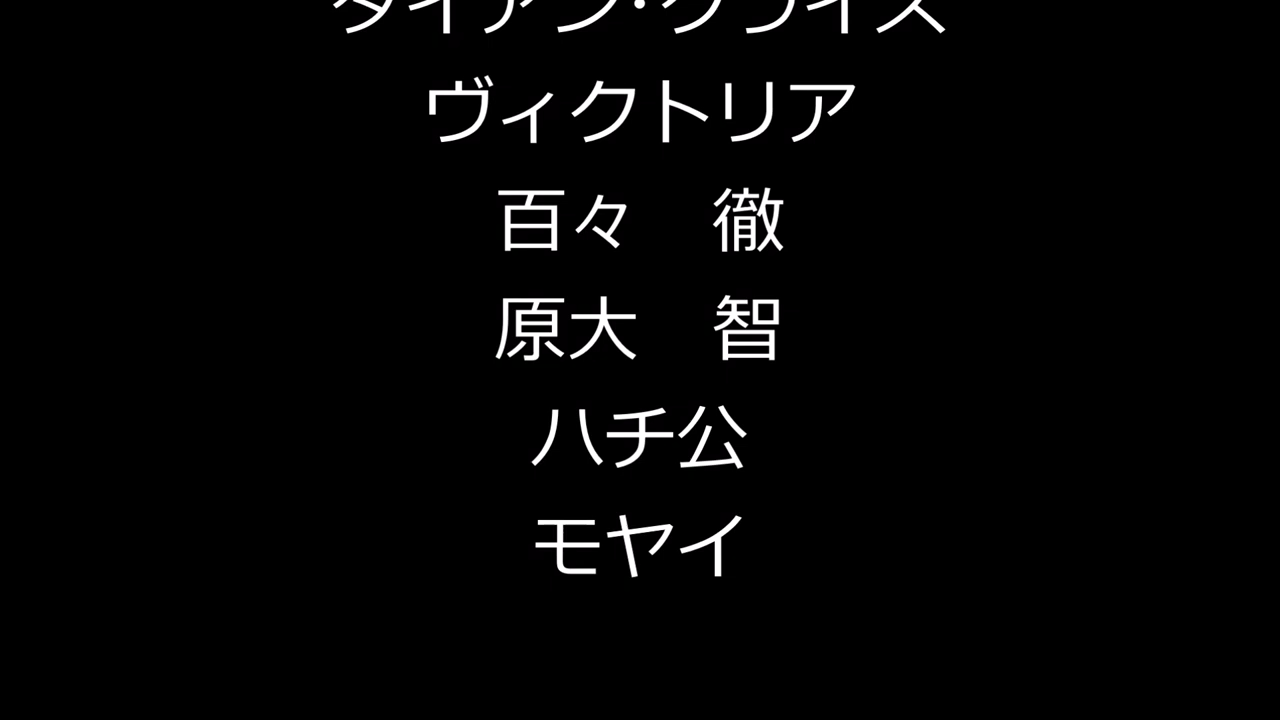 ヴィクトリア
百々　徹
原大　智
ハチ公
モヤイ